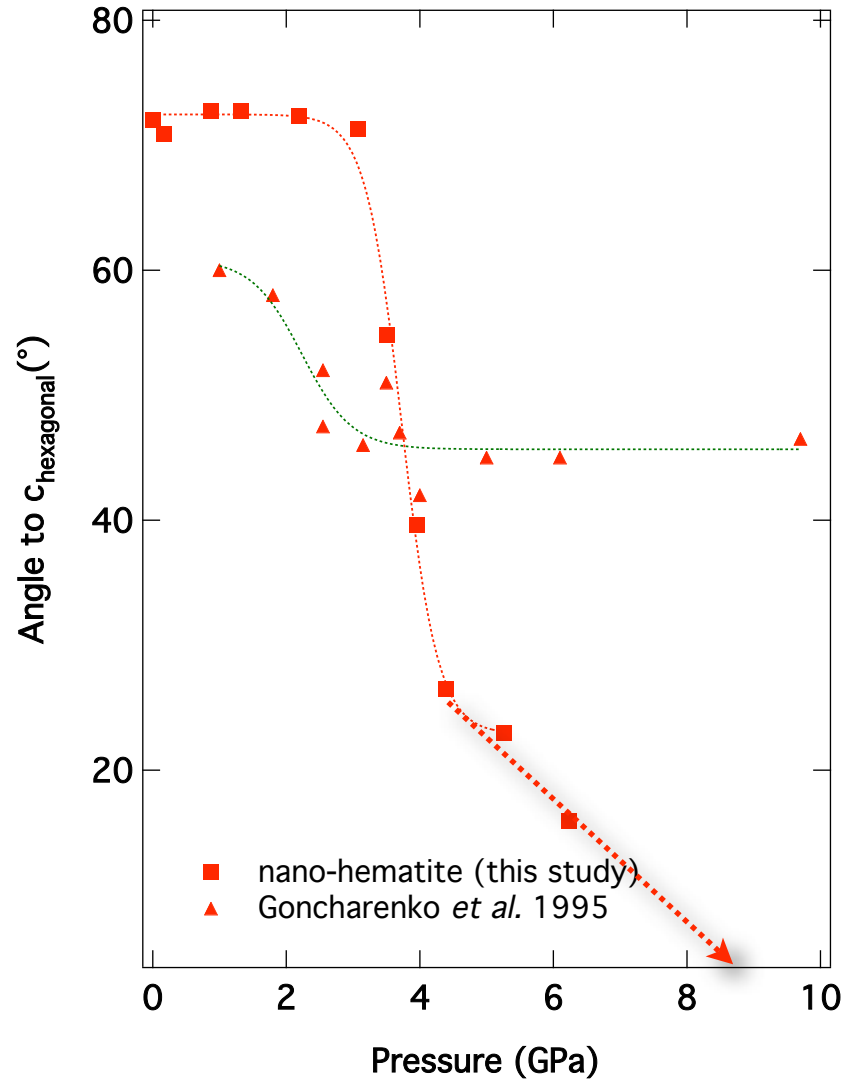 80
60
40
20
Angle to c_hexagonal(°)
nano-hematite (this study)
Goncharenko et al. 1995
0 2 4 6 8 10
Pressure (GPa)